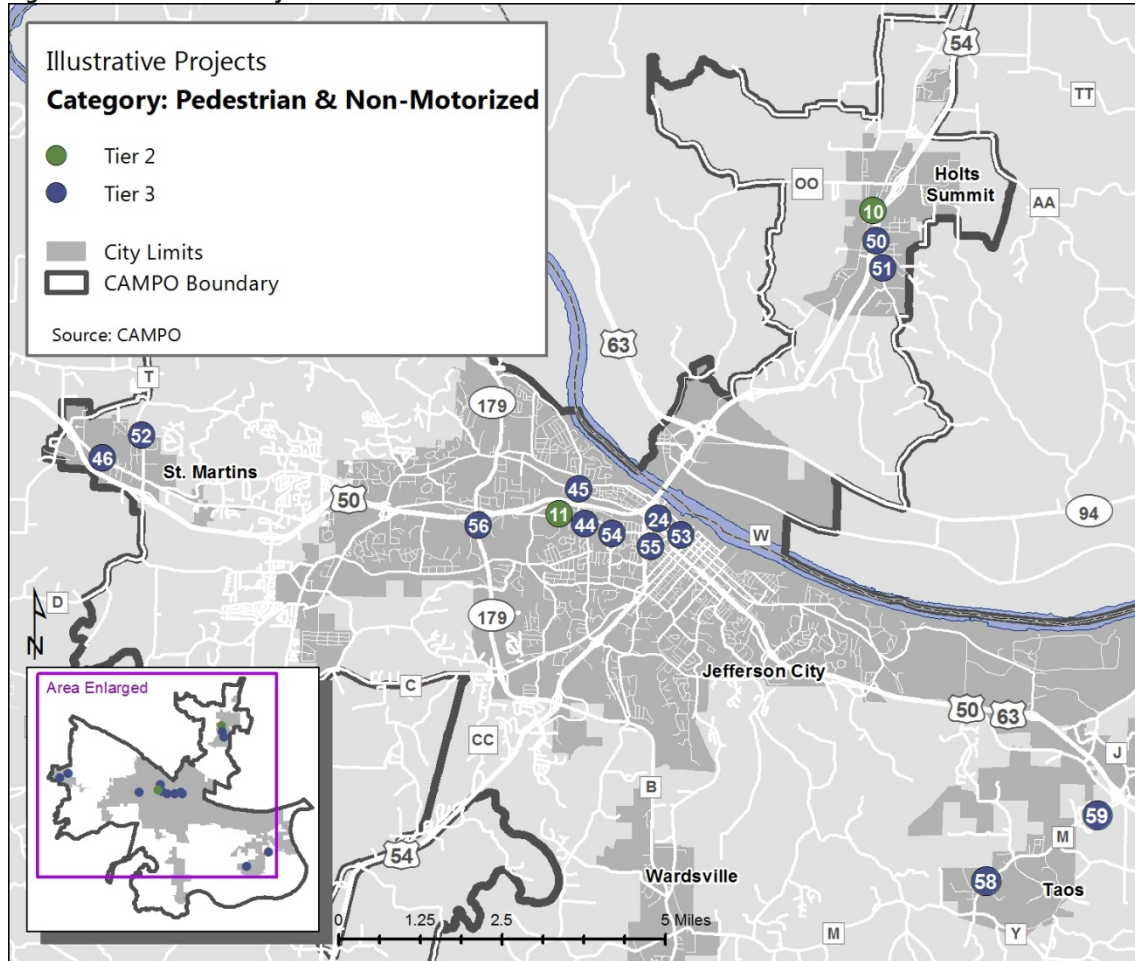 Illustrative Projects
Category: Pedestrian & Non-Motorized
Tier 2
Tier 3
City Limits
CAMPO Boundary
Source: CAMPO
54
TT
OO
Holts
Summit
AA
10
50
51
63
T
179
52
46
St. Martins
50
45
11
44
54
56
24
53
55
94
W
D
179
Jefferson City
C
CC
50
63
J
B
59
M
54
Wardsville
58
Taos
M
Y
N
Area Enlarged
0
1.25
2.5
5 Miles